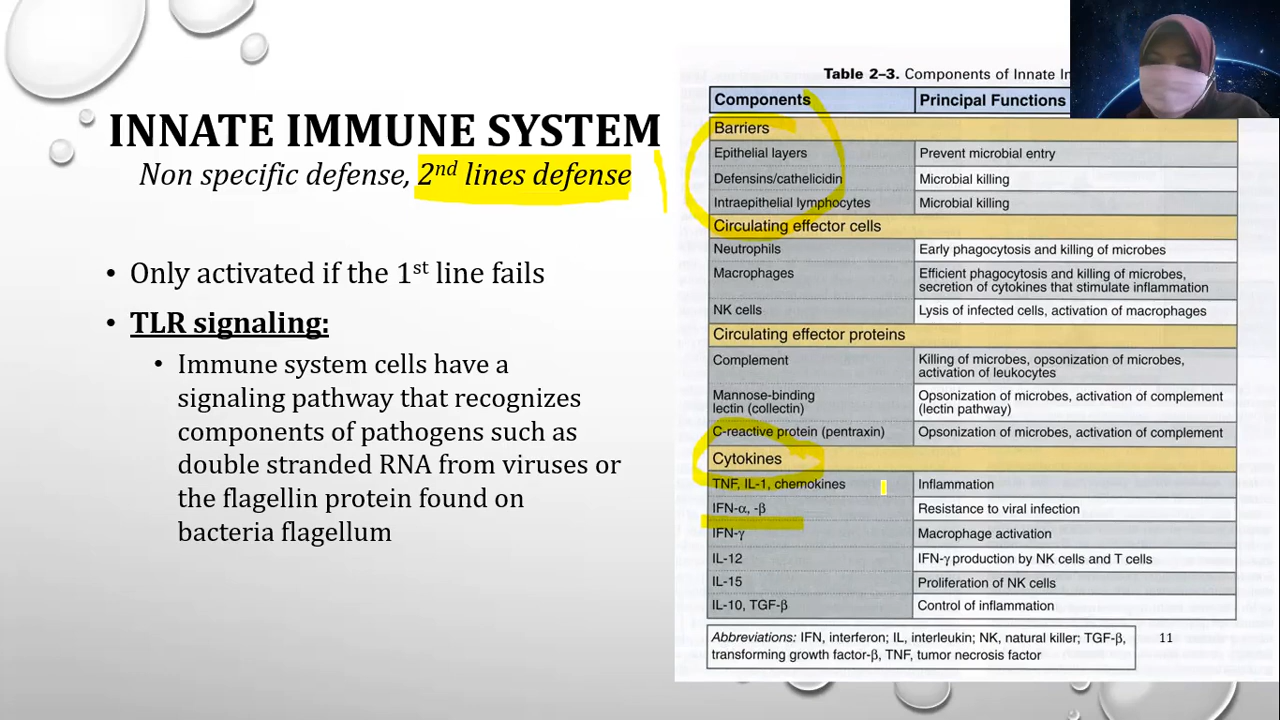 INNATE IMMUNE SYSTEM
Non specific defense, 2nd lines defense
• Only activated if the 1st line fails
• TLR signaling:
• Immune system cells have a
signaling pathway that recognizes
components of pathogens such as
double stranded RNA from viruses or
the flagellin protein found on
bacteria flagellum
Table 2–3. Components of Innate
Components Principal Functions
Barriers
Epithelial layers Prevent microbial entry
Defensins/cathelicidin Microbial killing
Intraepithelial lymphocytes Microbial killing
Circulating effector cells
Neutrophils Early phagocytosis and killing of microbes
Macrophages Efficient phagocytosis and killing of microbes,
secretion of cytokines that stimulate inflammation
NK cells Lysis of infected cells, activation of macrophages
Circulating effector proteins
Complement Killing of microbes, opsonization of microbes,
activation of leukocytes
Mannose-binding Opsonization of microbes, activation of complement
lectin (collectin) (lectin pathway)
C-reactive protein (pentraxin) Opsonization of microbes, activation of complement
Cytokines
TNF, IL-1, chemokines Inflammation
IFN-α, -β Resistance to viral infection
IFN-γ Macrophage activation
IL-12 IFN-γ production by NK cells and T cells
IL-15 Proliferation of NK cells
IL-10, TGF-β Control of inflammation
Abbreviations: IFN, interferon; IL, interleukin; NK, natural killer; TGF-β,
transforming growth factor-β, TNF, tumor necrosis factor
11